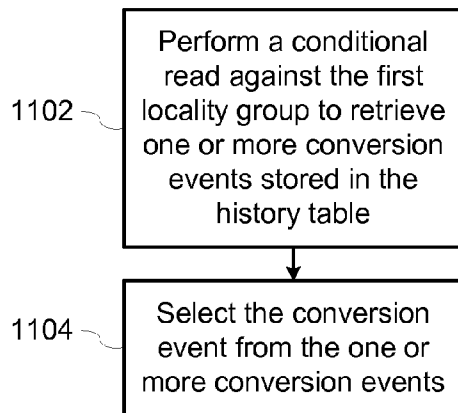 Perform a conditional
read against the first
locality group to retrieve
one or more conversion
events stored in the
history table
1102
Select the conversion
event from the one or
more conversion events
1104